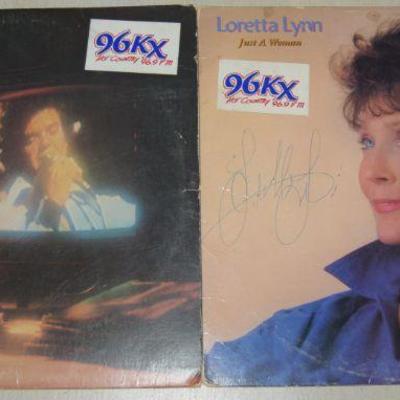 96KX
Hot Country 96.9 FM
Loretta Lynn
Just A Woman
96KX
Hot Country 96.9 FM